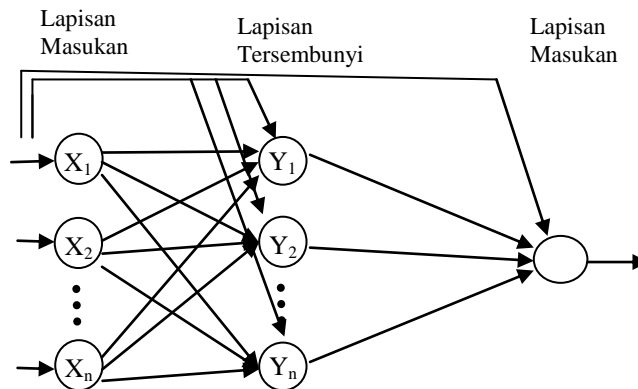 Lapisan
Masukan
Lapisan
Tersembunyi
Lapisan
Masukan
X1
Y1
X2
Y2
Xn
Yn